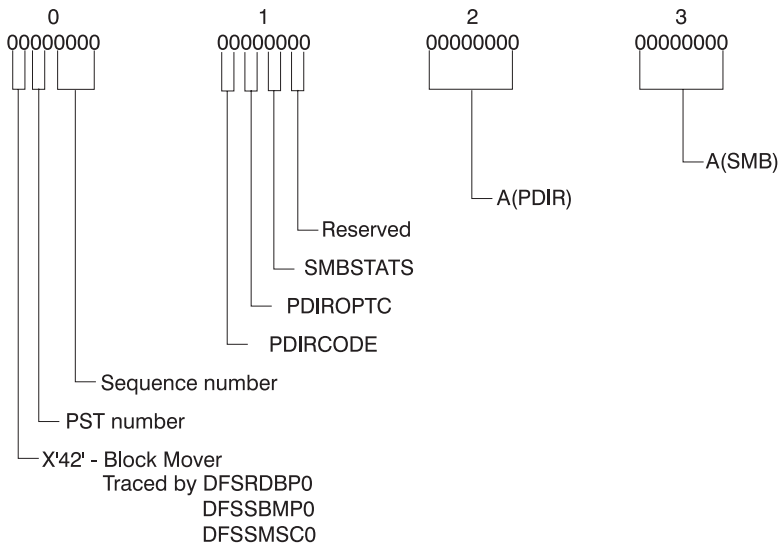 0 1 2 3
00000000 00000000 00000000 00000000
A(SMB)
A(PDIR)
Reserved
SMBSTATS
PDIROPTC
PDIRCODE
Sequence number
PST number
X'42' - Block Mover
Traced by DFSRDBP0
DFSSBMP0
DFSSMSC0